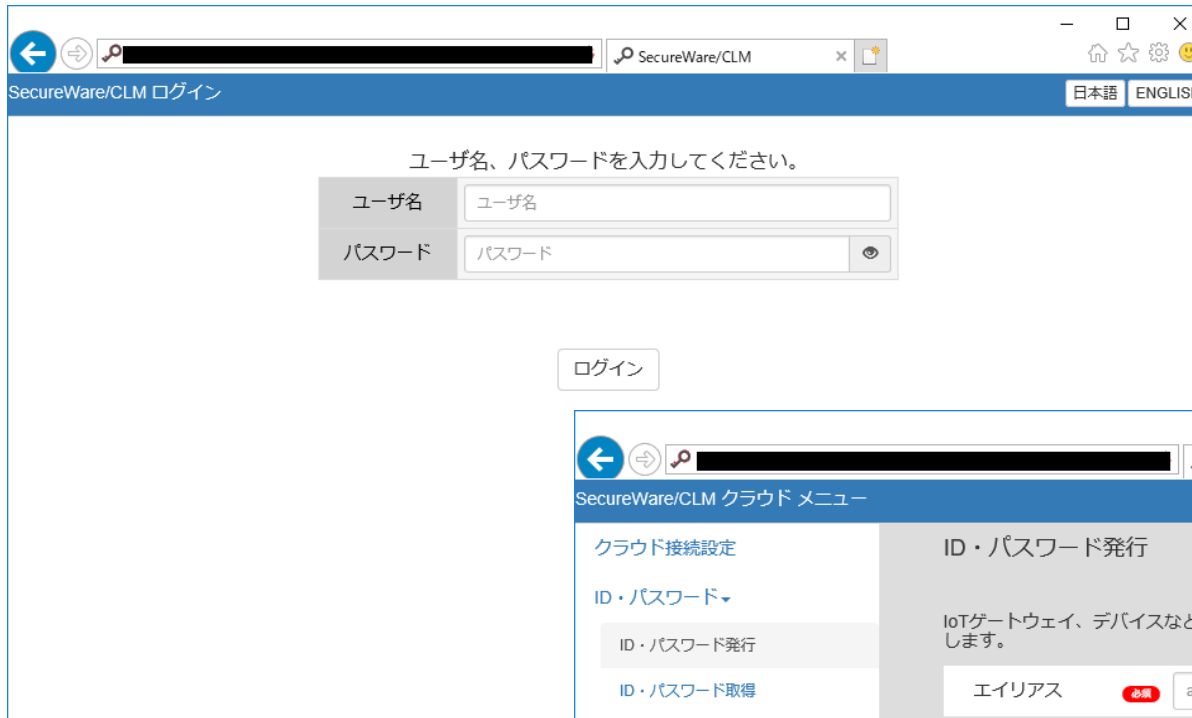 SecureWare/CLM
SecureWare/CLM ログイン
日本語 ENGLISH
ユーザ名、パスワードを入力してください。
ユーザ名 ユーザ名
パスワード パスワード
ログイン
SecureWare/CLM クラウド メニュー
クラウド接続設定
ID・パスワード
ID・パスワード発行
ID・パスワード取得
ID・パスワード発行
IoTゲートウェイ、デバイスなど
します。
エイリアス 必須 a